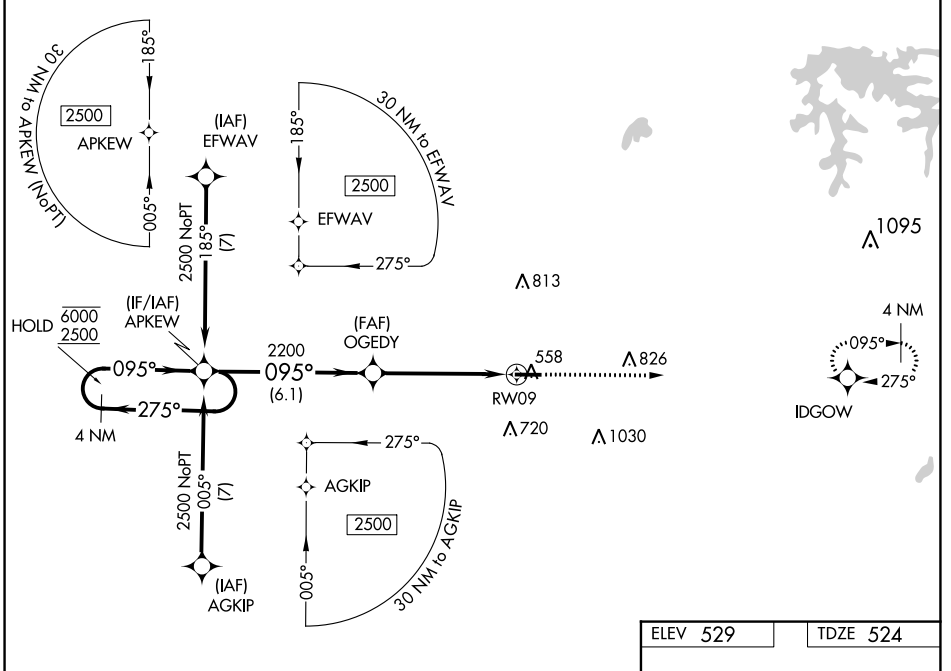 30 NM to APKEW (NoPT)
185°
2500
APKEW
005°
(IAF)
EFWAV
2500 NoPT
185°
(7)
30 NM to EFWAV
185°
2500
EFWAV
275°
1095
813
HOLD
6000
2500
(IF/IAF)
APKEW
095°
275°
4 NM
2200
095°
(6.1)
(FAF)
OGEDY
558
826
RW09
720
1030
4 NM
095°
275°
IDGOW
2500 NoPT
005°
(7)
(IAF)
AGKIP
275°
AGKIP
2500
005°
30 NM to AGKIP
ELEV 529
TDZE 524